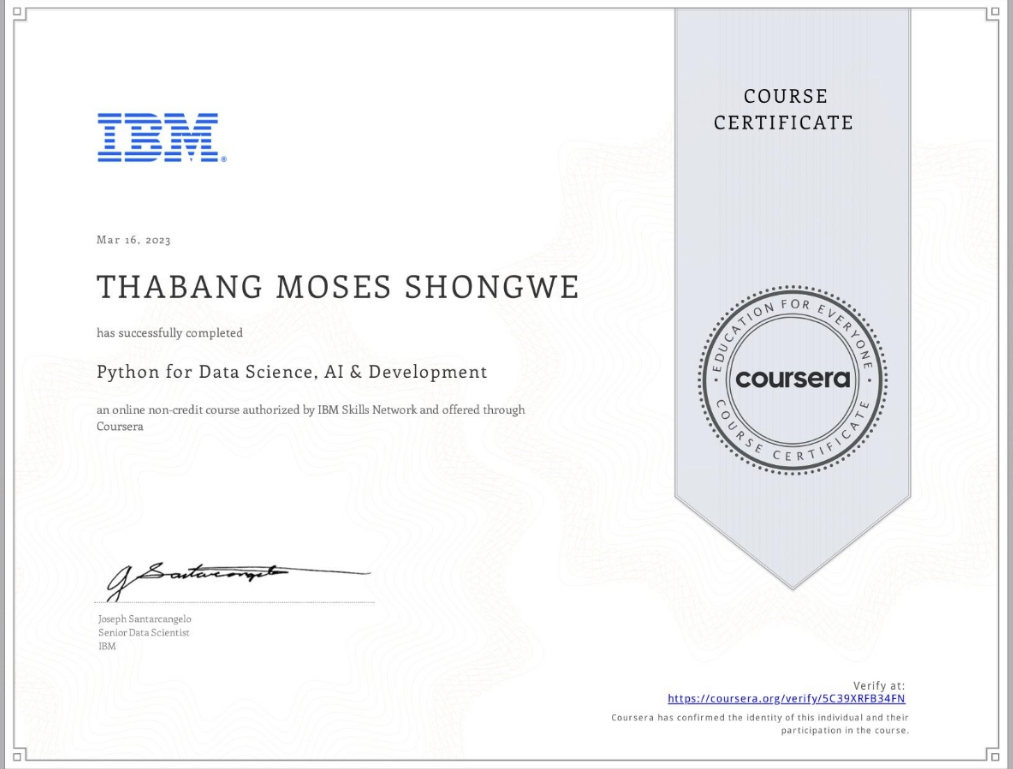 COURSE
CERTIFICATE
IBM®
Mar 16, 2023
THABANG MOSES SHONGWE
has successfully completed
Python for Data Science, AI & Development
an online non-credit course authorized by IBM Skills Network and offered through
Coursera
EDUCATION FOR EVERYONE
coursera
COURSE CERTIFICATE
J Santarcangelo
Joseph Santarcangelo
Senior Data Scientist
IBM
Verify at:
https://coursera.org/verify/5C39XRFB34FN
Coursera has confirmed the identity of this individual and their
participation in the course.